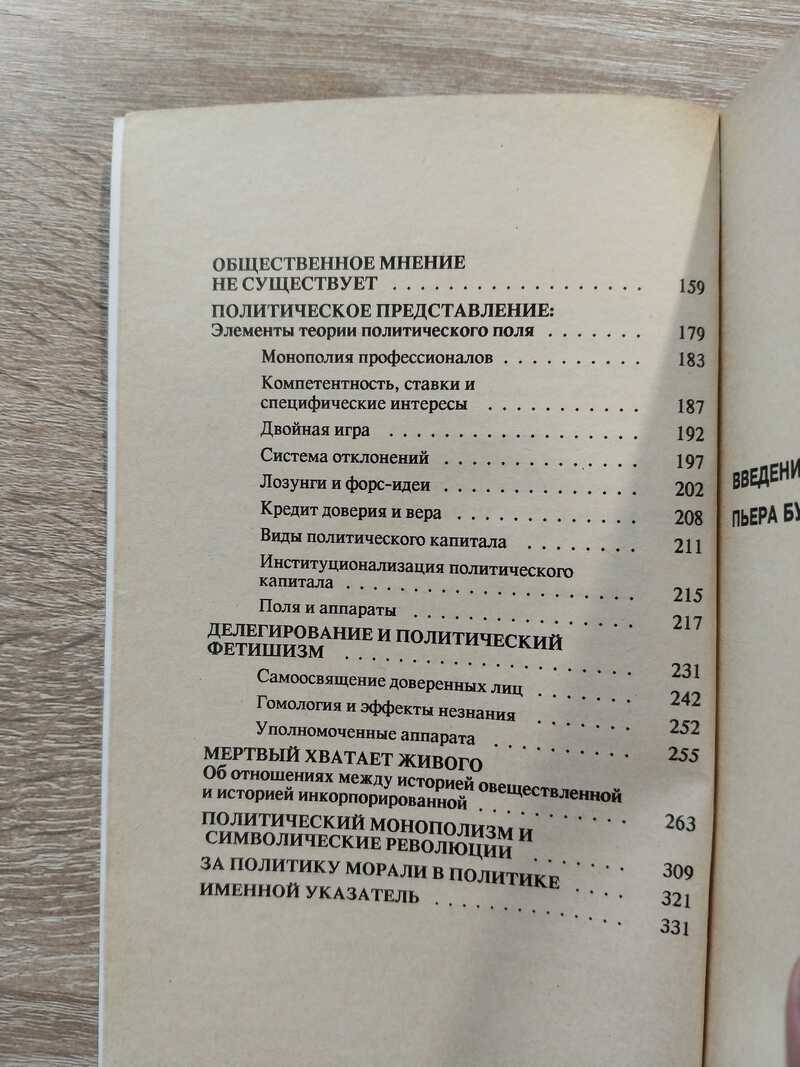 ОБЩЕСТВЕННОЕ МНЕНИЕ
НЕ СУЩЕСТВУЕТ . . . . . . . . . . . . . . . . . . . 159
ПОЛИТИЧЕСКОЕ ПРЕДСТАВЛЕНИЕ:
Элементы теории политического поля . . . . . . . 179
Монополия профессионалов . . . . . . . . . . . 183
Компетентность, ставки и
специфические интересы . . . . . . . . . . . . 187
Двойная игра . . . . . . . . . . . . . . . . . . . 192
Система отклонений . . . . . . . . . . . . . . . 197
Лозунги и форс-идеи . . . . . . . . . . . . . . . 202
Кредит доверия и вера . . . . . . . . . . . . . . 208
Виды политического капитала . . . . . . . . 211
Институционализация политического
капитала . . . . . . . . . . . . . . . . . . . . . . 215
Поля и аппараты . . . . . . . . . . . . . . . . . 217
ДЕЛЕГИРОВАНИЕ И ПОЛИТИЧЕСКИЙ
ФЕТИШИЗМ . . . . . . . . . . . . . . . . . . . . . . 231
Самоосвящение доверенных лиц . . . . . . . . 242
Гомология и эффекты незнания . . . . . . . 252
Уполномоченные аппарата . . . . . . . . . . . 255
МЕРТВЫЙ ХВАТАЕТ ЖИВОГО
Об отношениях между историей овеществленной
и историей инкорпорированной . . . . . . . . . . . 263
ПОЛИТИЧЕСКИЙ МОНОПОЛИЗМ И
СИМВОЛИЧЕСКИЕ РЕВОЛЮЦИИ . . . . . . . 309
ЗА ПОЛИТИКУ МОРАЛИ В ПОЛИТИКЕ . . . . 321
ИМЕННОЙ УКАЗАТЕЛЬ . . . . . . . . . . . . . . 331
ПЬЕРА